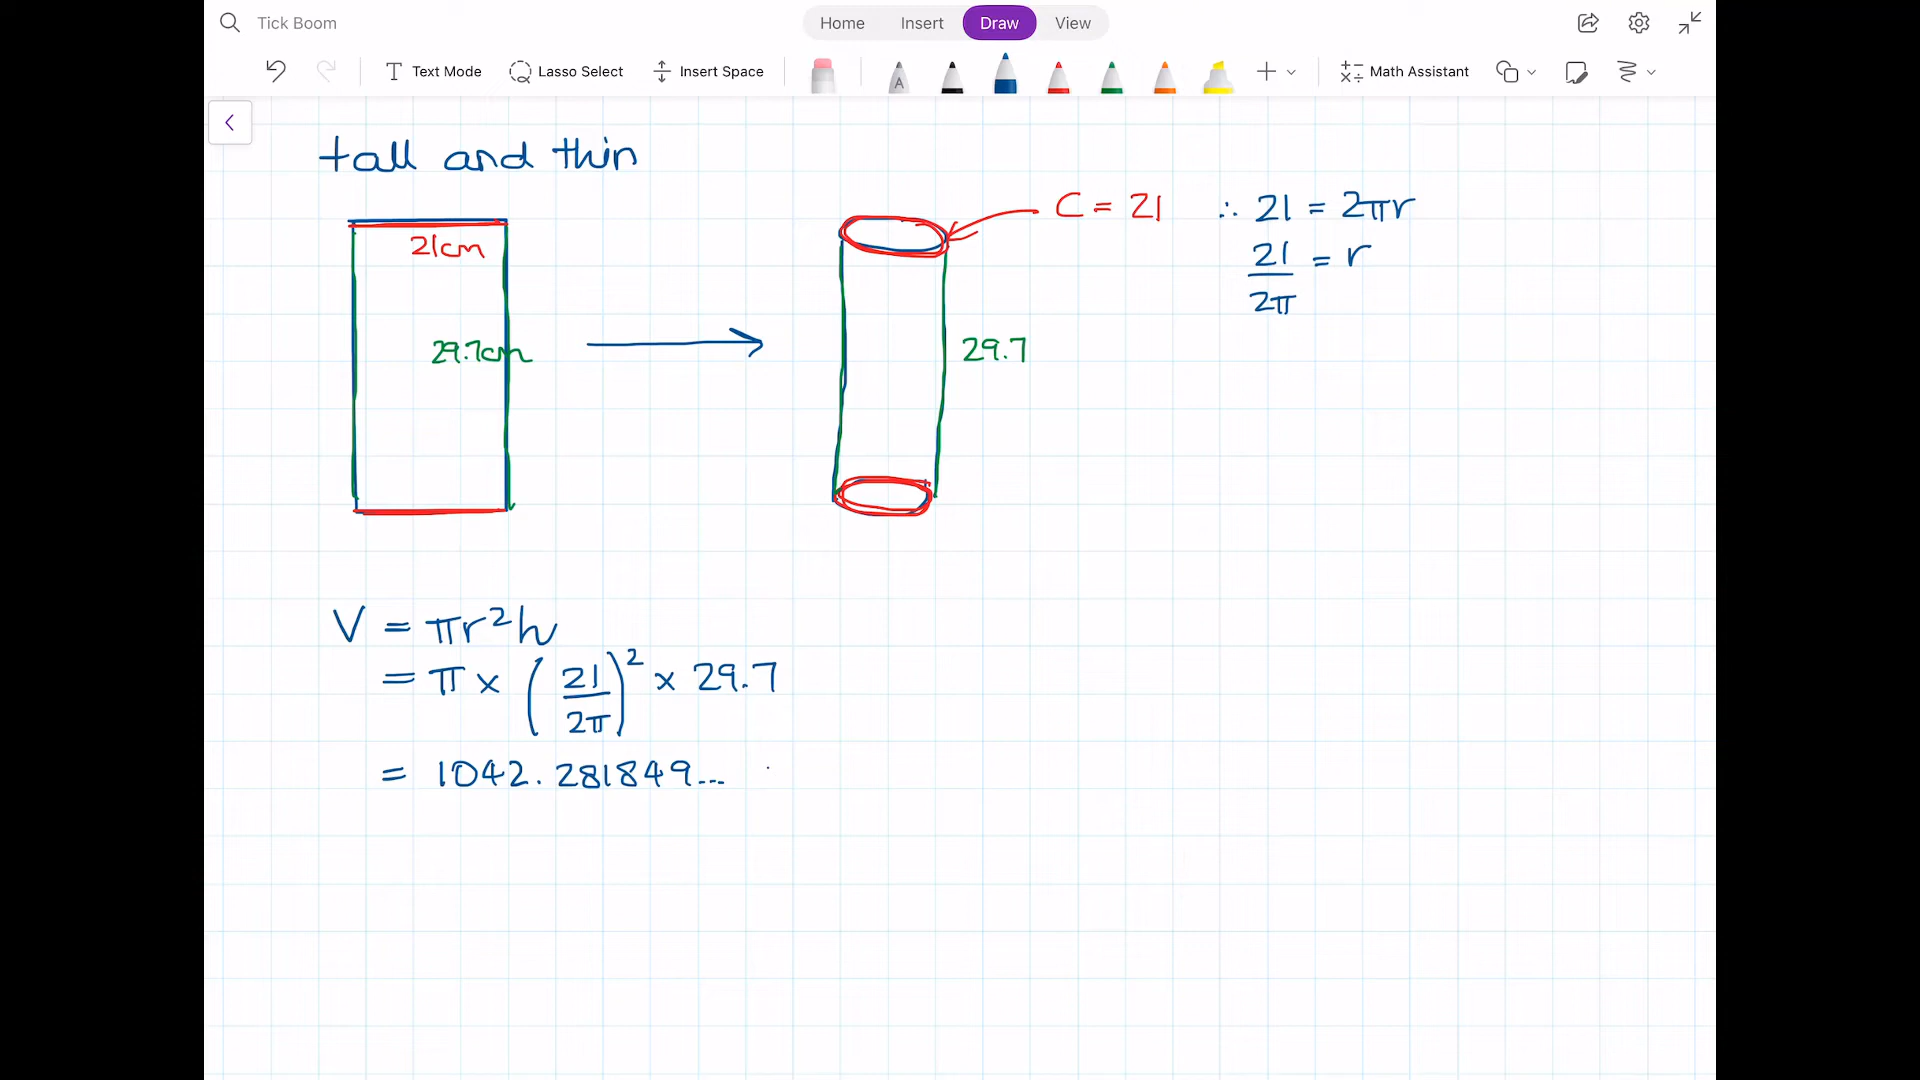 Tick Boom
Home Insert Draw View
Text Mode Lasso Select Insert Space A Math Assistant
tall and thin
21cm
29.7cm
C = 21
29.7
∴ 21 = 2πr
21/2π = r
V = πr²h
= π × (21/2π)² × 29.7
= 1042.281849...